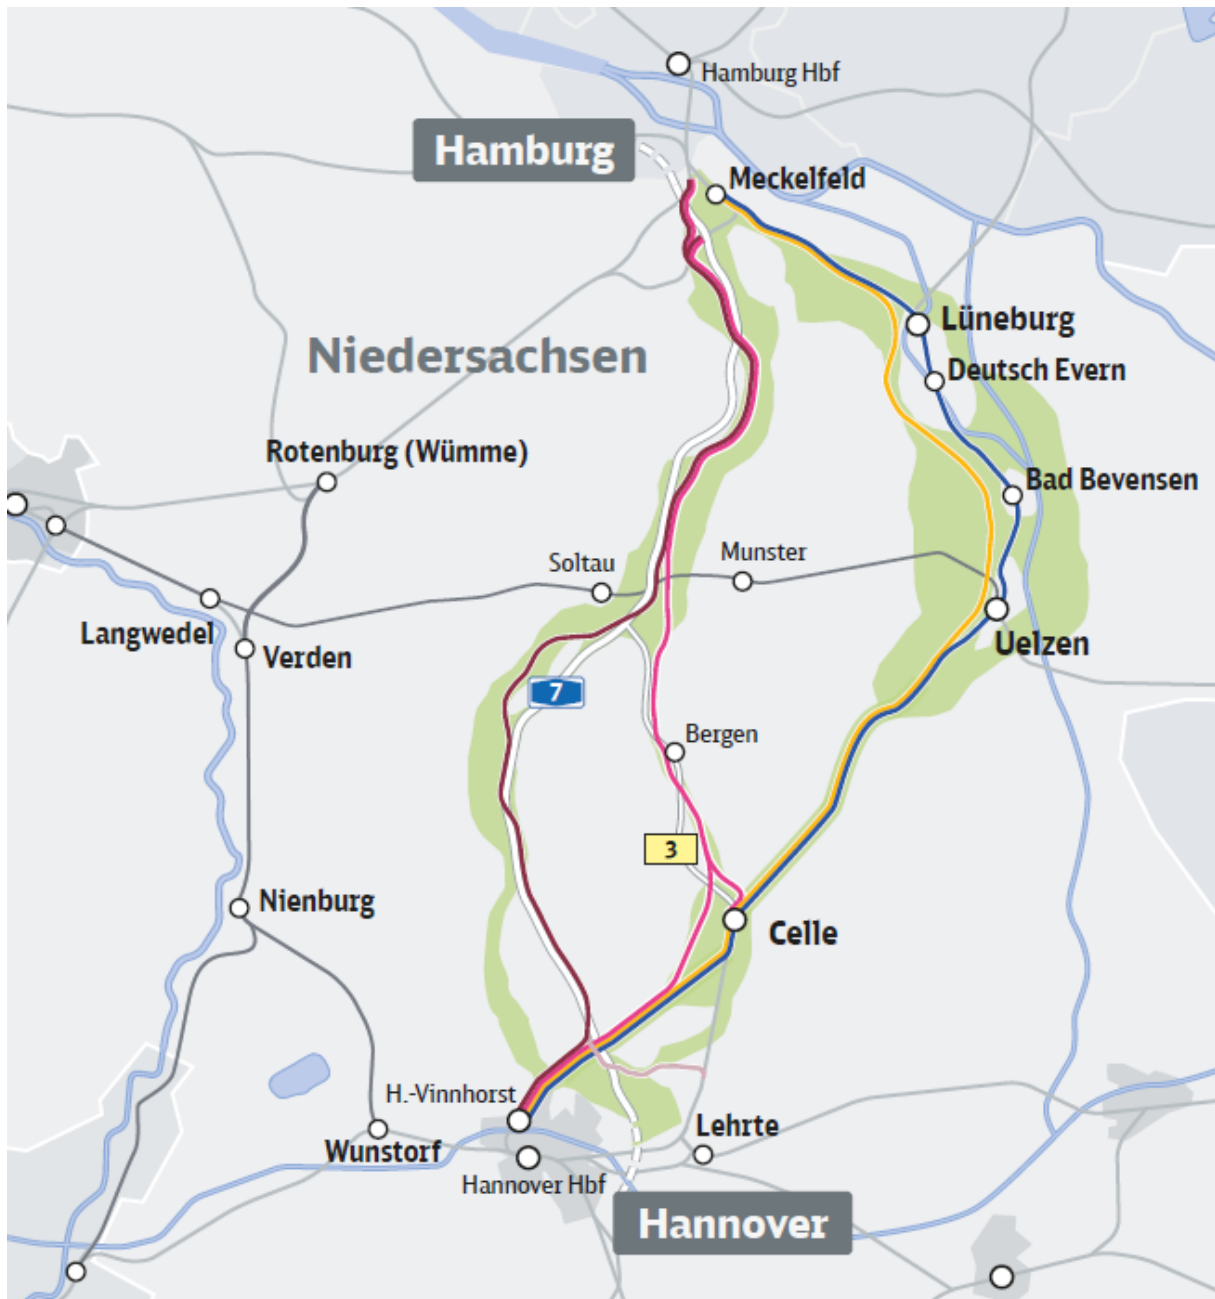 Hamburg Hbf
Hamburg
Meckelfeld
Lüneburg
Niedersachsen
Deutsch Evern
Rotenburg (Wümme)
Bad Bevensen
Soltau
Munster
Langwedel
Verden
Uelzen
7
Bergen
3
Nienburg
Celle
H.-Vinnhorst
Wunstorf
Lehrte
Hannover Hbf
Hannover